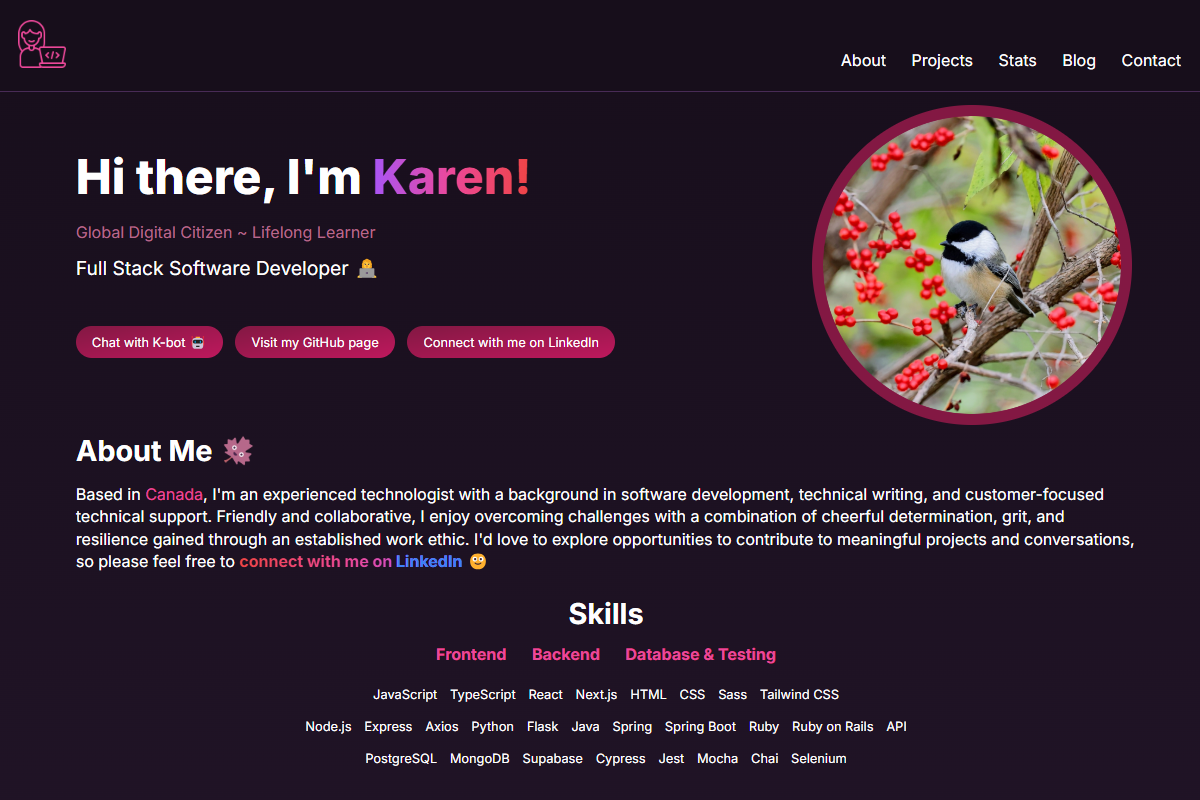 </>
About Projects Stats Blog Contact
Hi there, I'm Karen!
Global Digital Citizen ~ Lifelong Learner
Full Stack Software Developer 👩‍💻
Chat with K-bot 🤖 Visit my GitHub page Connect with me on LinkedIn
About Me 🍁
Based in Canada, I'm an experienced technologist with a background in software development, technical writing, and customer-focused
technical support. Friendly and collaborative, I enjoy overcoming challenges with a combination of cheerful determination, grit, and
resilience gained through an established work ethic. I'd love to explore opportunities to contribute to meaningful projects and conversations,
so please feel free to connect with me on LinkedIn 🙂
Skills
Frontend Backend Database & Testing
JavaScript TypeScript React Next.js HTML CSS Sass Tailwind CSS
Node.js Express Axios Python Flask Java Spring Spring Boot Ruby Ruby on Rails API
PostgreSQL MongoDB Supabase Cypress Jest Mocha Chai Selenium